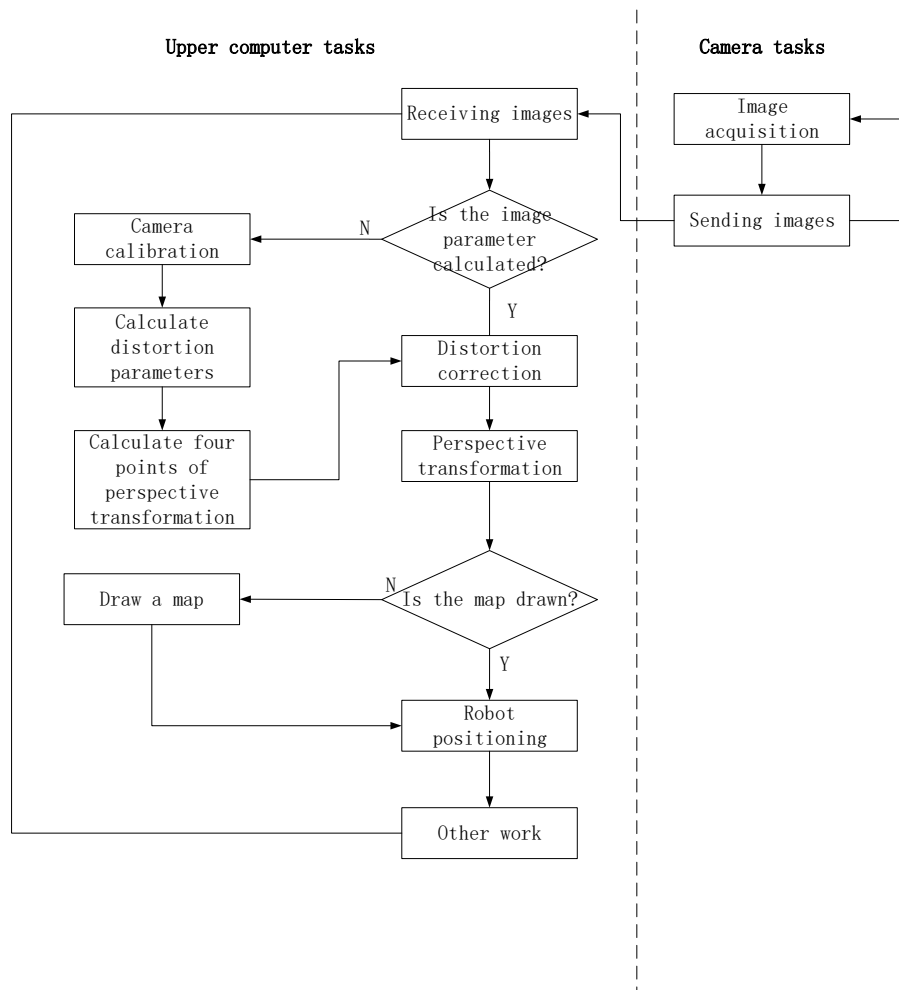 Upper computer tasks
Camera tasks
Receiving images
Image
acquisition
Sending images
Is the image
parameter
calculated?
N
Camera
calibration
Y
Calculate
distortion
parameters
Distortion
correction
Calculate four
points of
perspective
transformation
Perspective
transformation
Is the map drawn?
N
Draw a map
Y
Robot
positioning
Other work